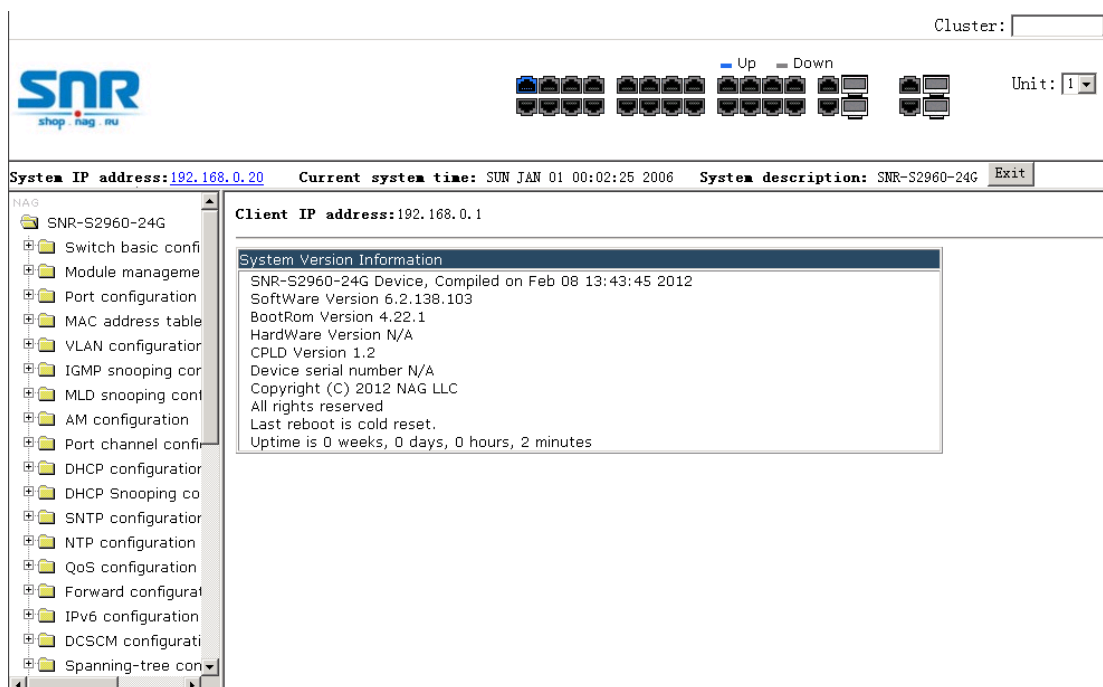 Cluster:
SNR
shop.nag.ru
Up Down
Unit: 1
System IP address:192.168.0.20 Current system time: SUN JAN 01 00:02:25 2006 System description: SNR-S2960-24G Exit
NAG
SNR-S2960-24G
Switch basic confi
Module manageme
Port configuration
MAC address table
VLAN configuration
IGMP snooping cor
MLD snooping conf
AM configuration
Port channel confi
DHCP configuration
DHCP Snooping co
SNTP configuration
NTP configuration
QoS configuration
Forward configurat
IPv6 configuration
DCSCM configurati
Spanning-tree con
Client IP address:192.168.0.1
System Version Information
SNR-S2960-24G Device, Compiled on Feb 08 13:43:45 2012
SoftWare Version 6.2.138.103
BootRom Version 4.22.1
HardWare Version N/A
CPLD Version 1.2
Device serial number N/A
Copyright (C) 2012 NAG LLC
All rights reserved
Last reboot is cold reset.
Uptime is 0 weeks, 0 days, 0 hours, 2 minutes